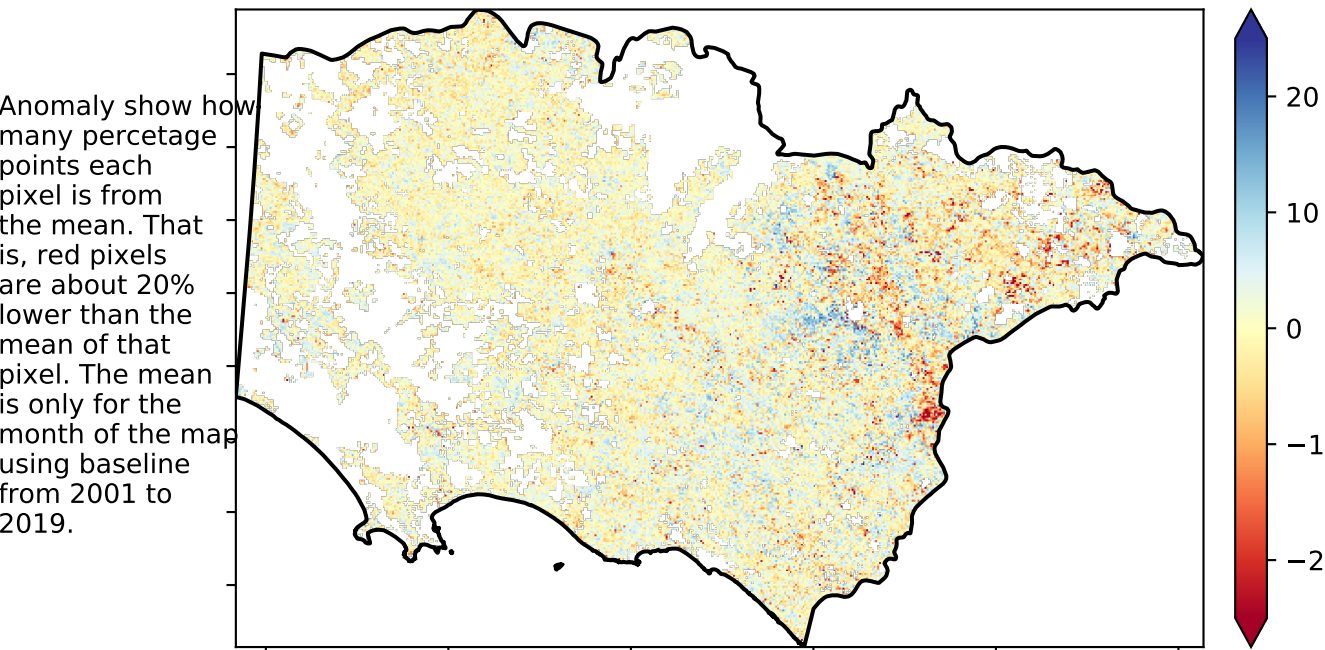 Anomaly show how
many percetage
points each
pixel is from
the mean. That
is, red pixels
are about 20%
lower than the
mean of that
pixel. The mean
is only for the
month of the map
using baseline
from 2001 to
2019.
20
10
0
−1
−2